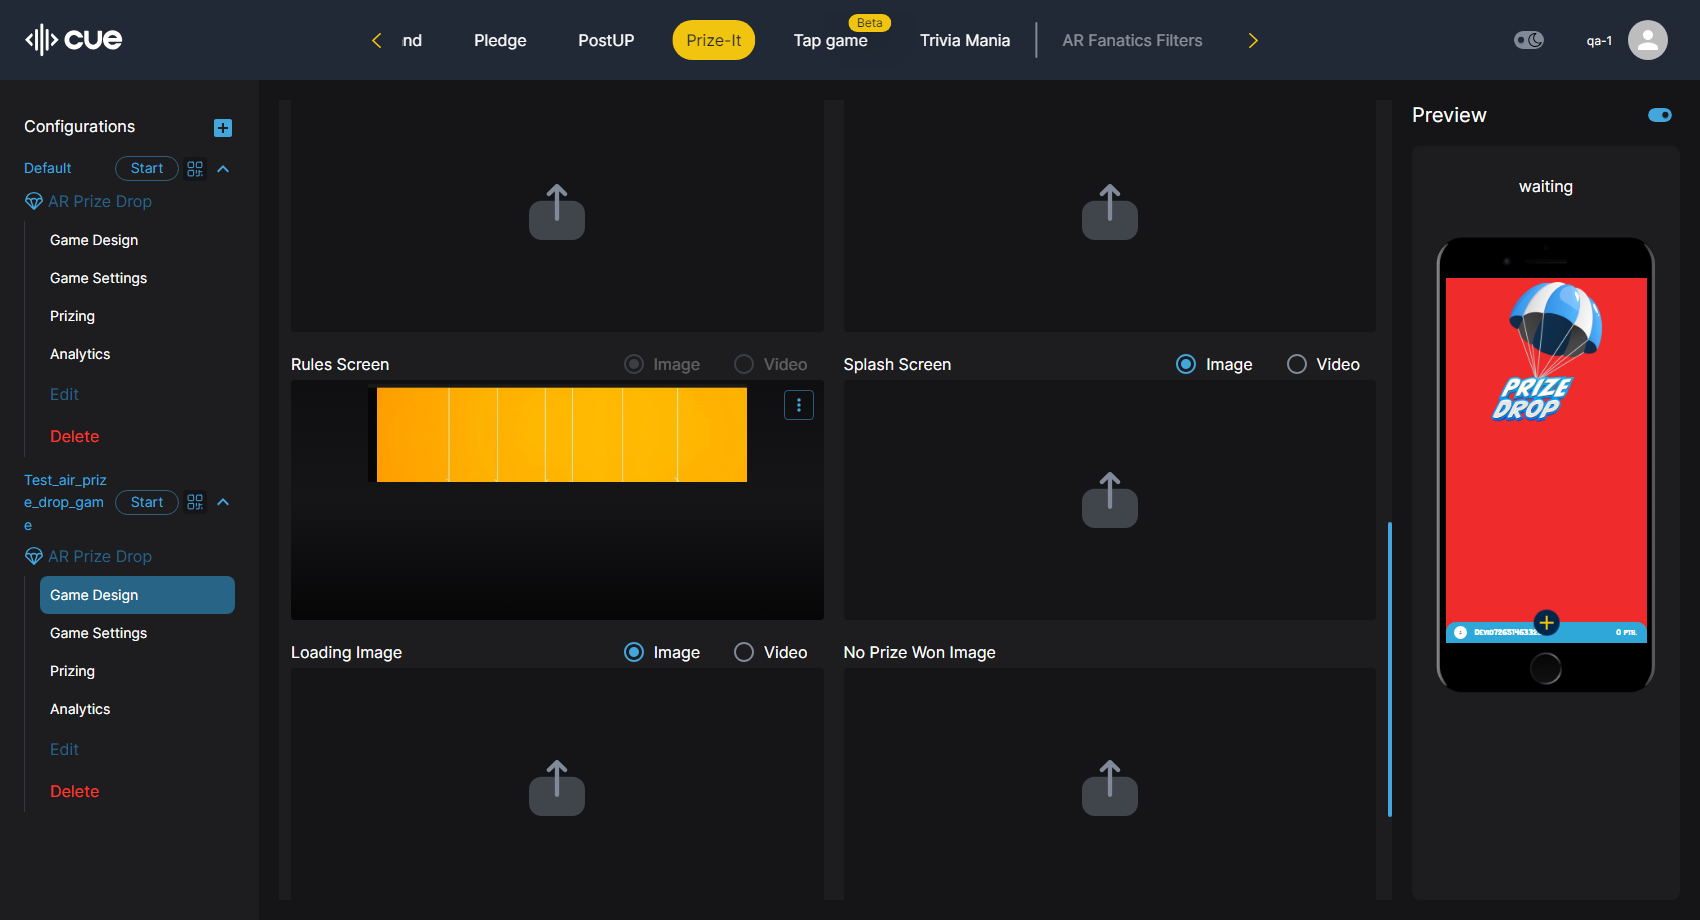 cue
nd
Pledge
PostUP
Prize-It
Tap game
Beta
Trivia Mania
AR Fanatics Filters
qa-1
Configurations
Default
Start
AR Prize Drop
Game Design
Game Settings
Prizing
Analytics
Edit
Delete
Test_air_priz
e_drop_gam
e
Start
AR Prize Drop
Game Design
Game Settings
Prizing
Analytics
Edit
Delete
Rules Screen
Image
Video
Splash Screen
Image
Video
Loading Image
Image
Video
No Prize Won Image
Preview
waiting
PRIZE
DROP
0 PTS.